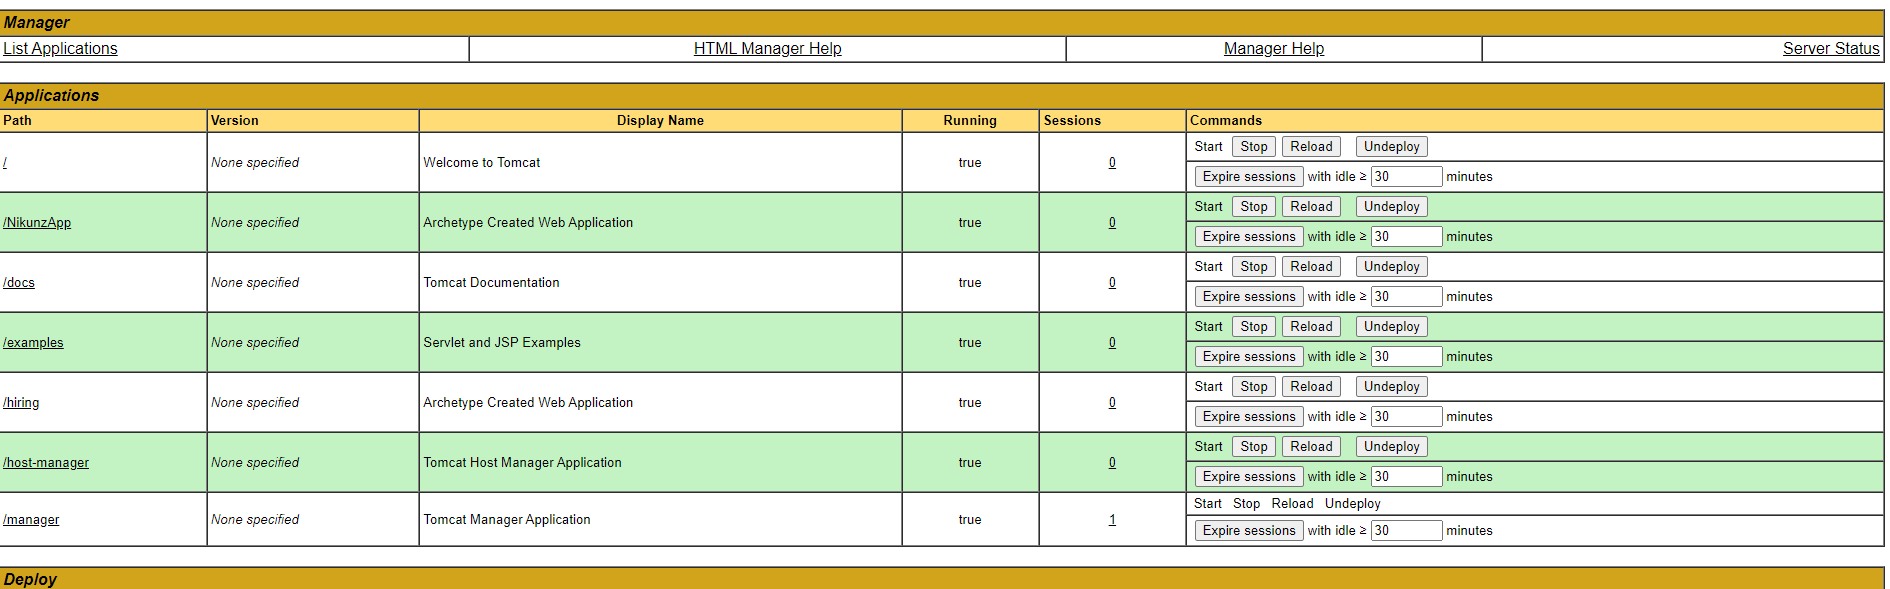 Manager
List Applications HTML Manager Help Manager Help Server Status
Applications
Path Version Display Name Running Sessions Commands
/ None specified Welcome to Tomcat true 0 Start Stop Reload Undeploy
Expire sessions with idle ≥ 30 minutes
/NikunzApp None specified Archetype Created Web Application true 0 Start Stop Reload Undeploy
Expire sessions with idle ≥ 30 minutes
/docs None specified Tomcat Documentation true 0 Start Stop Reload Undeploy
Expire sessions with idle ≥ 30 minutes
/examples None specified Servlet and JSP Examples true 0 Start Stop Reload Undeploy
Expire sessions with idle ≥ 30 minutes
/hiring None specified Archetype Created Web Application true 0 Start Stop Reload Undeploy
Expire sessions with idle ≥ 30 minutes
/host-manager None specified Tomcat Host Manager Application true 0 Start Stop Reload Undeploy
Expire sessions with idle ≥ 30 minutes
/manager None specified Tomcat Manager Application true 1 Start Stop Reload Undeploy
Expire sessions with idle ≥ 30 minutes
Deploy